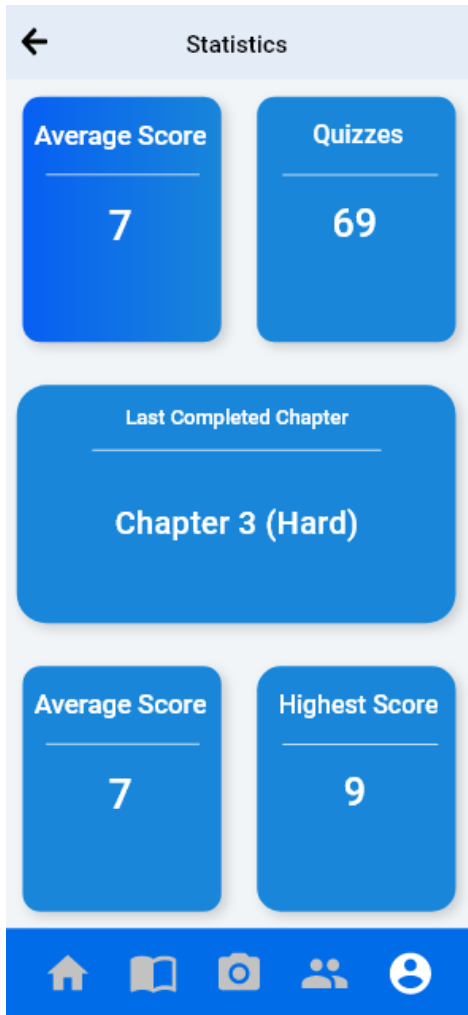 Statistics
Average Score
Quizzes
7
69
Last Completed Chapter
Chapter 3 (Hard)
Average Score
Highest Score
7
9